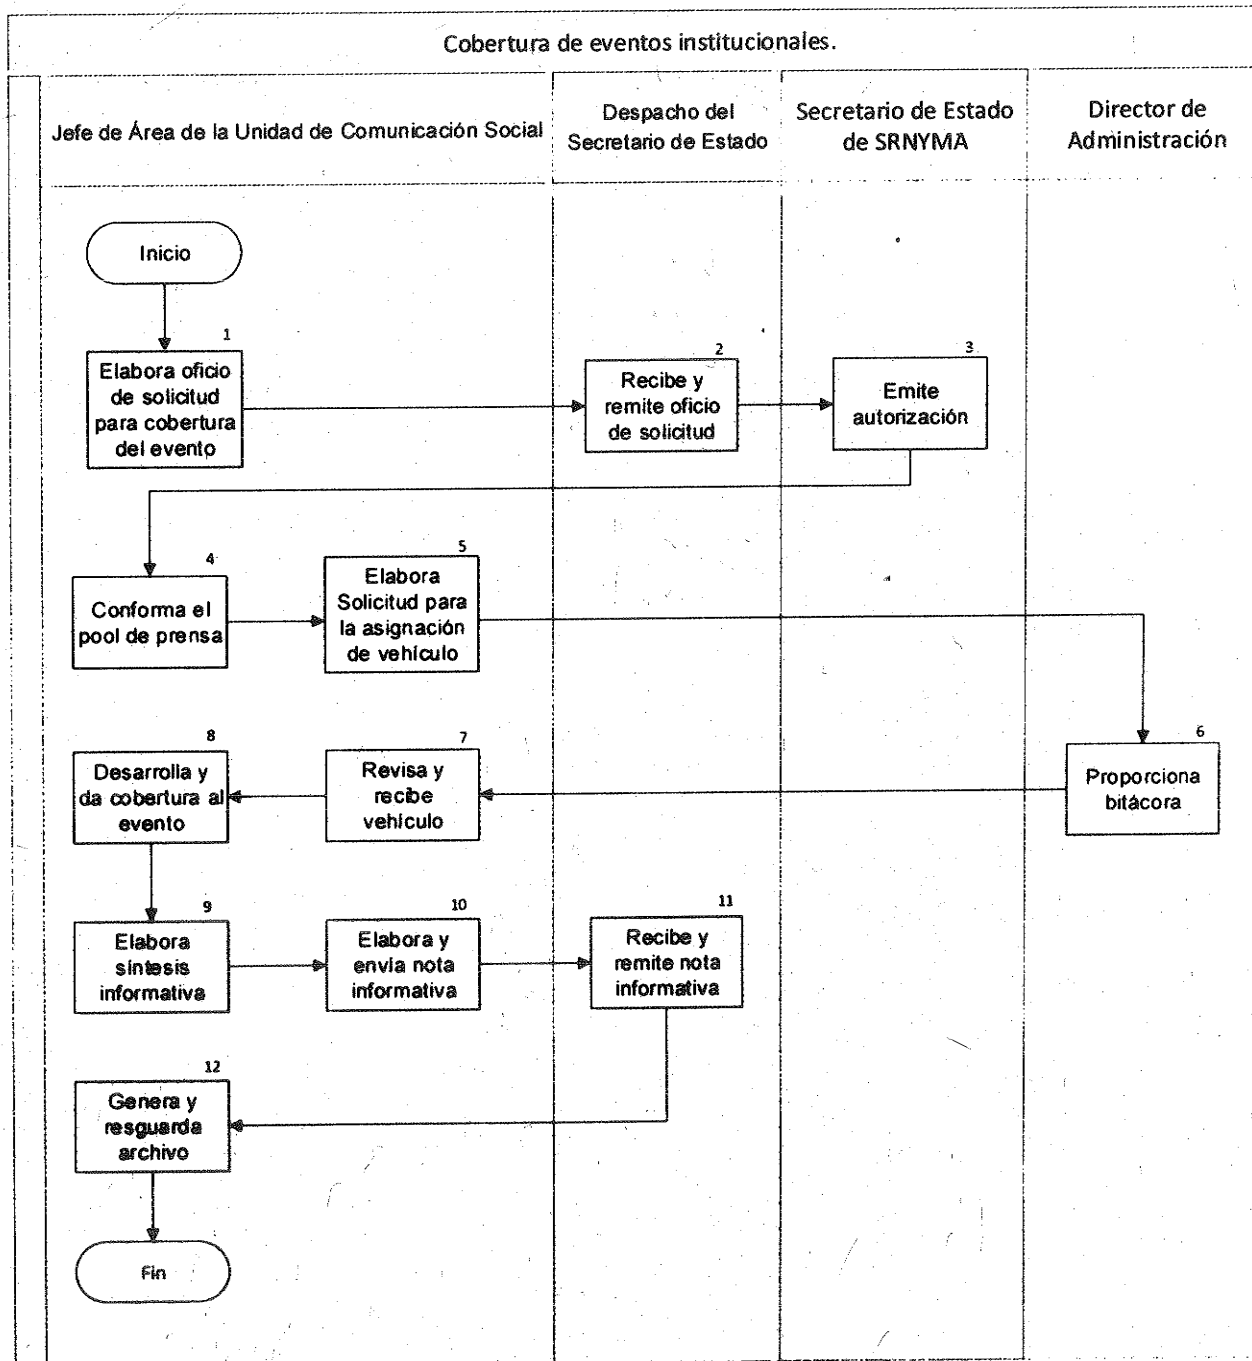 Cobertura de eventos institucionales.
Jefe de Área de la Unidad de Comunicación Social
Despacho del
Secretario de Estado
Secretario de Estado
de SRNYMA
Director de
Administración
Inicio
1
Elabora oficio
de solicitud
para cobertura
del evento
2
Recibe y
remite oficio
de solicitud
3
Emite
autorización
4
Conforma el
pool de prensa
5
Elabora
Solicitud para
la asignación
de vehículo
6
Proporciona
bitácora
7
Revisa y
recibe
vehículo
8
Desarrolla y
da cobertura al
evento
9
Elabora
síntesis
informativa
10
Elabora y
envía nota
informativa
11
Recibe y
remite nota
informativa
12
Genera y
resguarda
archivo
Fin